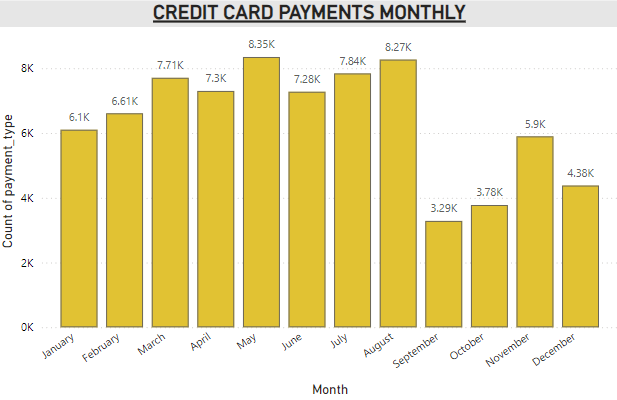 CREDIT CARD PAYMENTS MONTHLY
Count of payment_type
8K
6K
4K
2K
0K
6.1K
6.61K
7.71K
7.3K
8.35K
7.28K
7.84K
8.27K
3.29K
3.78K
5.9K
4.38K
January
February
March
April
May
June
July
August
September
October
November
December
Month